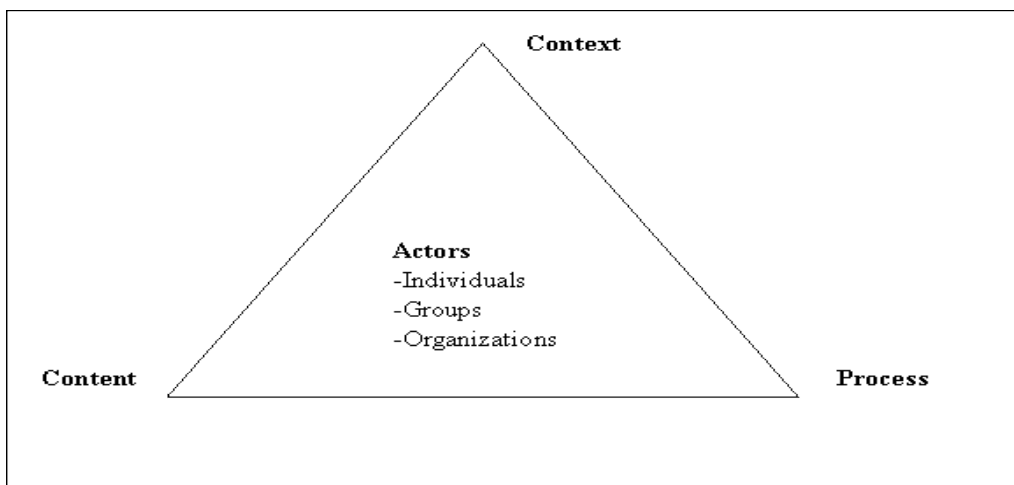 Context
Actors
-Individuals
-Groups
-Organizations
Content
Process